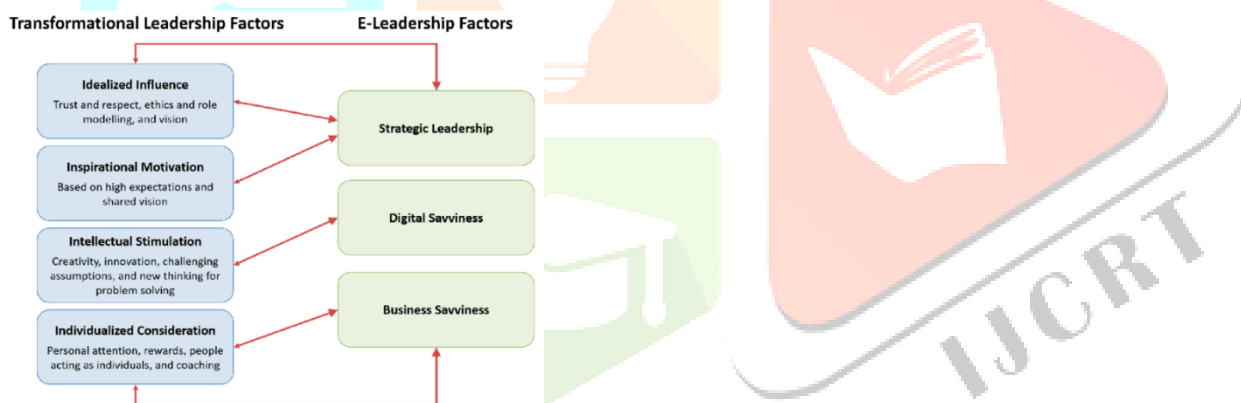 Transformational Leadership Factors
E-Leadership Factors
Idealized Influence
Trust and respect, ethics and role
modelling, and vision
Inspirational Motivation
Based on high expectations and
shared vision
Intellectual Stimulation
Creativity, innovation, challenging
assumptions, and new thinking for
problem solving
Individualized Consideration
Personal attention, rewards, people
acting as individuals, and coaching
Strategic Leadership
Digital Savviness
Business Savviness
IJCRT